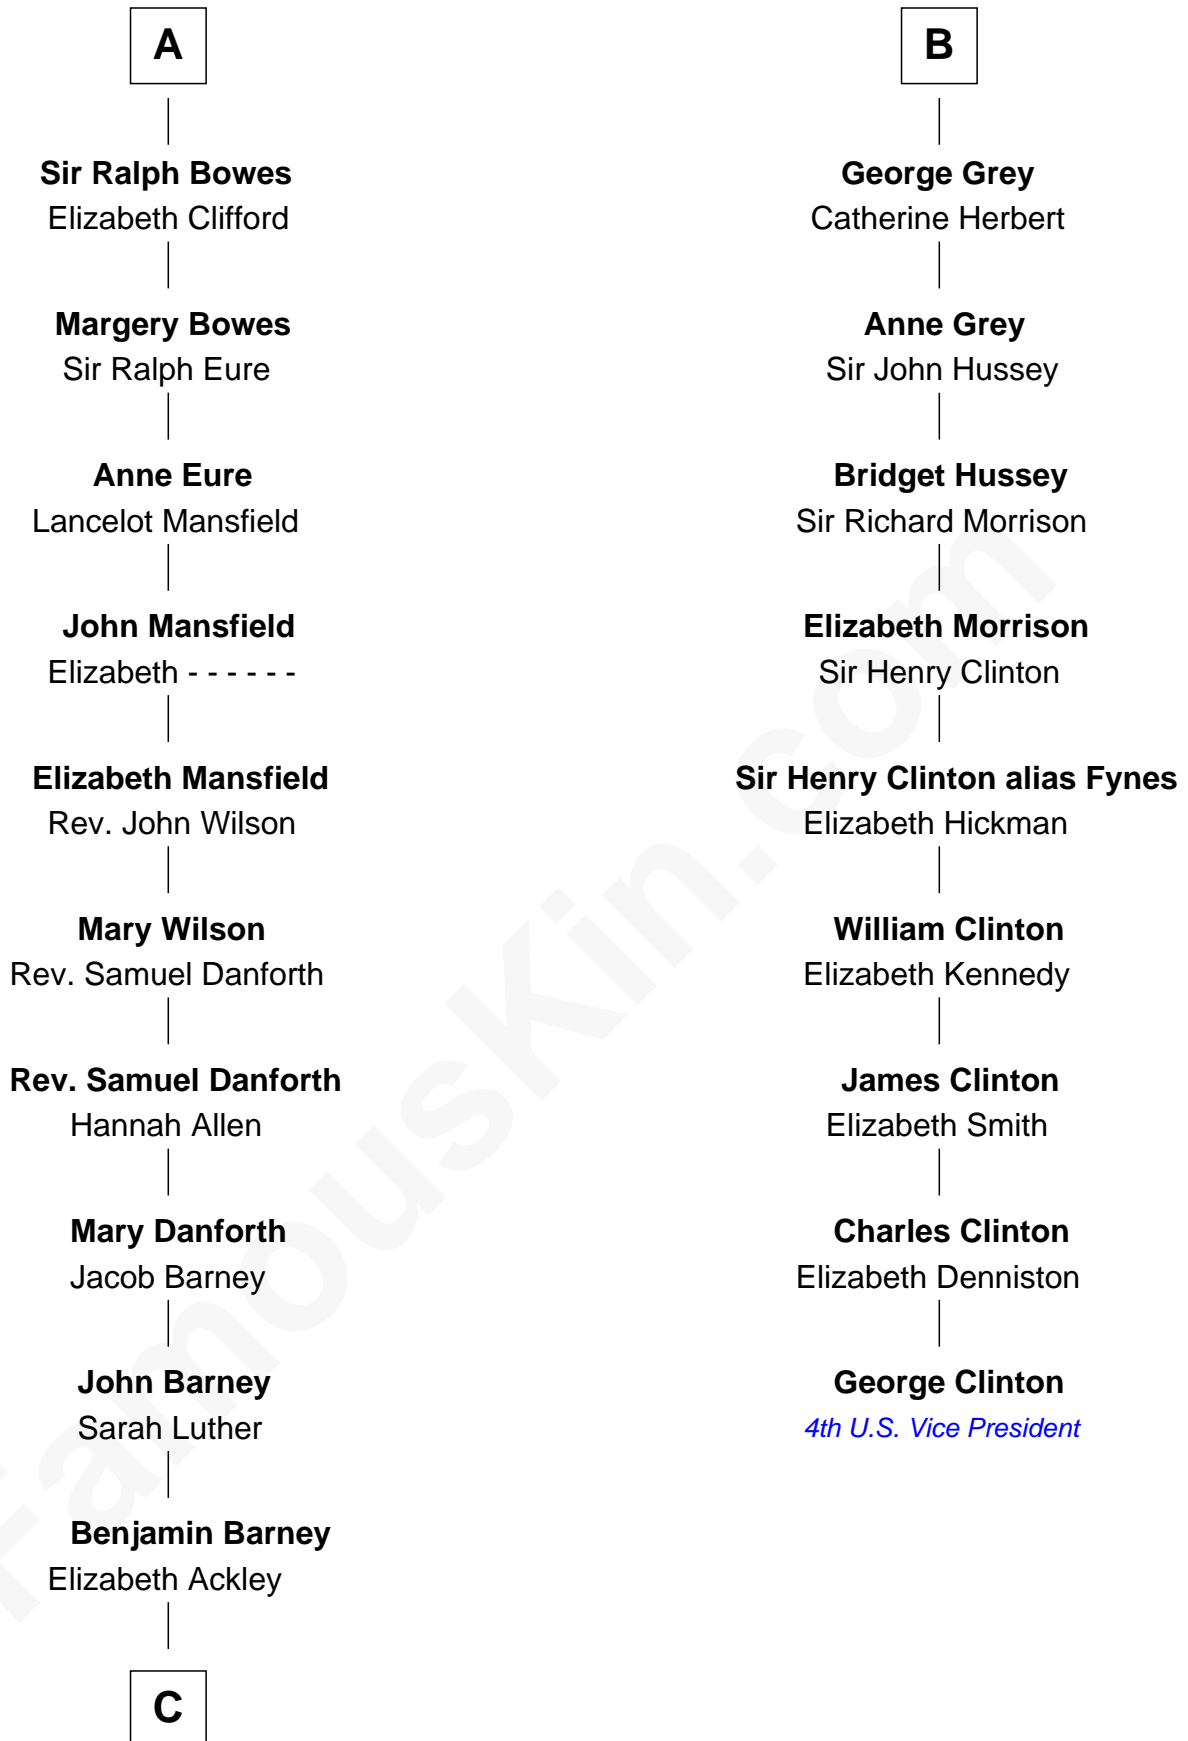 A
Sir Ralph Bowes
Elizabeth Clifford
Margery Bowes
Sir Ralph Eure
Anne Eure
Lancelot Mansfield
John Mansfield
Elizabeth - - - - - -
Elizabeth Mansfield
Rev. John Wilson
Mary Wilson
Rev. Samuel Danforth
Rev. Samuel Danforth
Hannah Allen
Mary Danforth
Jacob Barney
John Barney
Sarah Luther
Benjamin Barney
Elizabeth Ackley
C
B
George Grey
Catherine Herbert
Anne Grey
Sir John Hussey
Bridget Hussey
Sir Richard Morrison
Elizabeth Morrison
Sir Henry Clinton
Sir Henry Clinton alias Fynes
Elizabeth Hickman
William Clinton
Elizabeth Kennedy
James Clinton
Elizabeth Smith
Charles Clinton
Elizabeth Denniston
George Clinton
4th U.S. Vice President
FamousKin.com